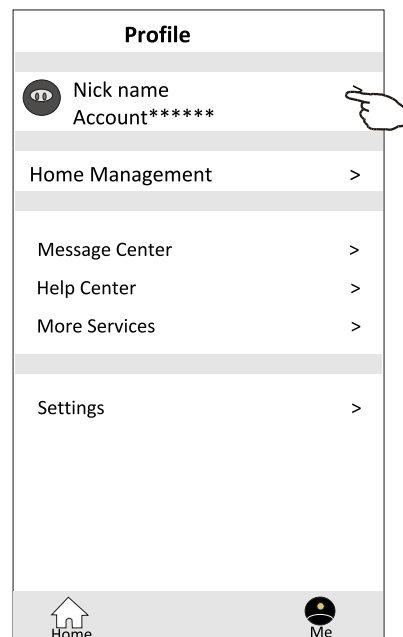 Profile
Nick name
Account******
Home Management >
Message Center >
Help Center >
More Services >
Settings >
Home Me